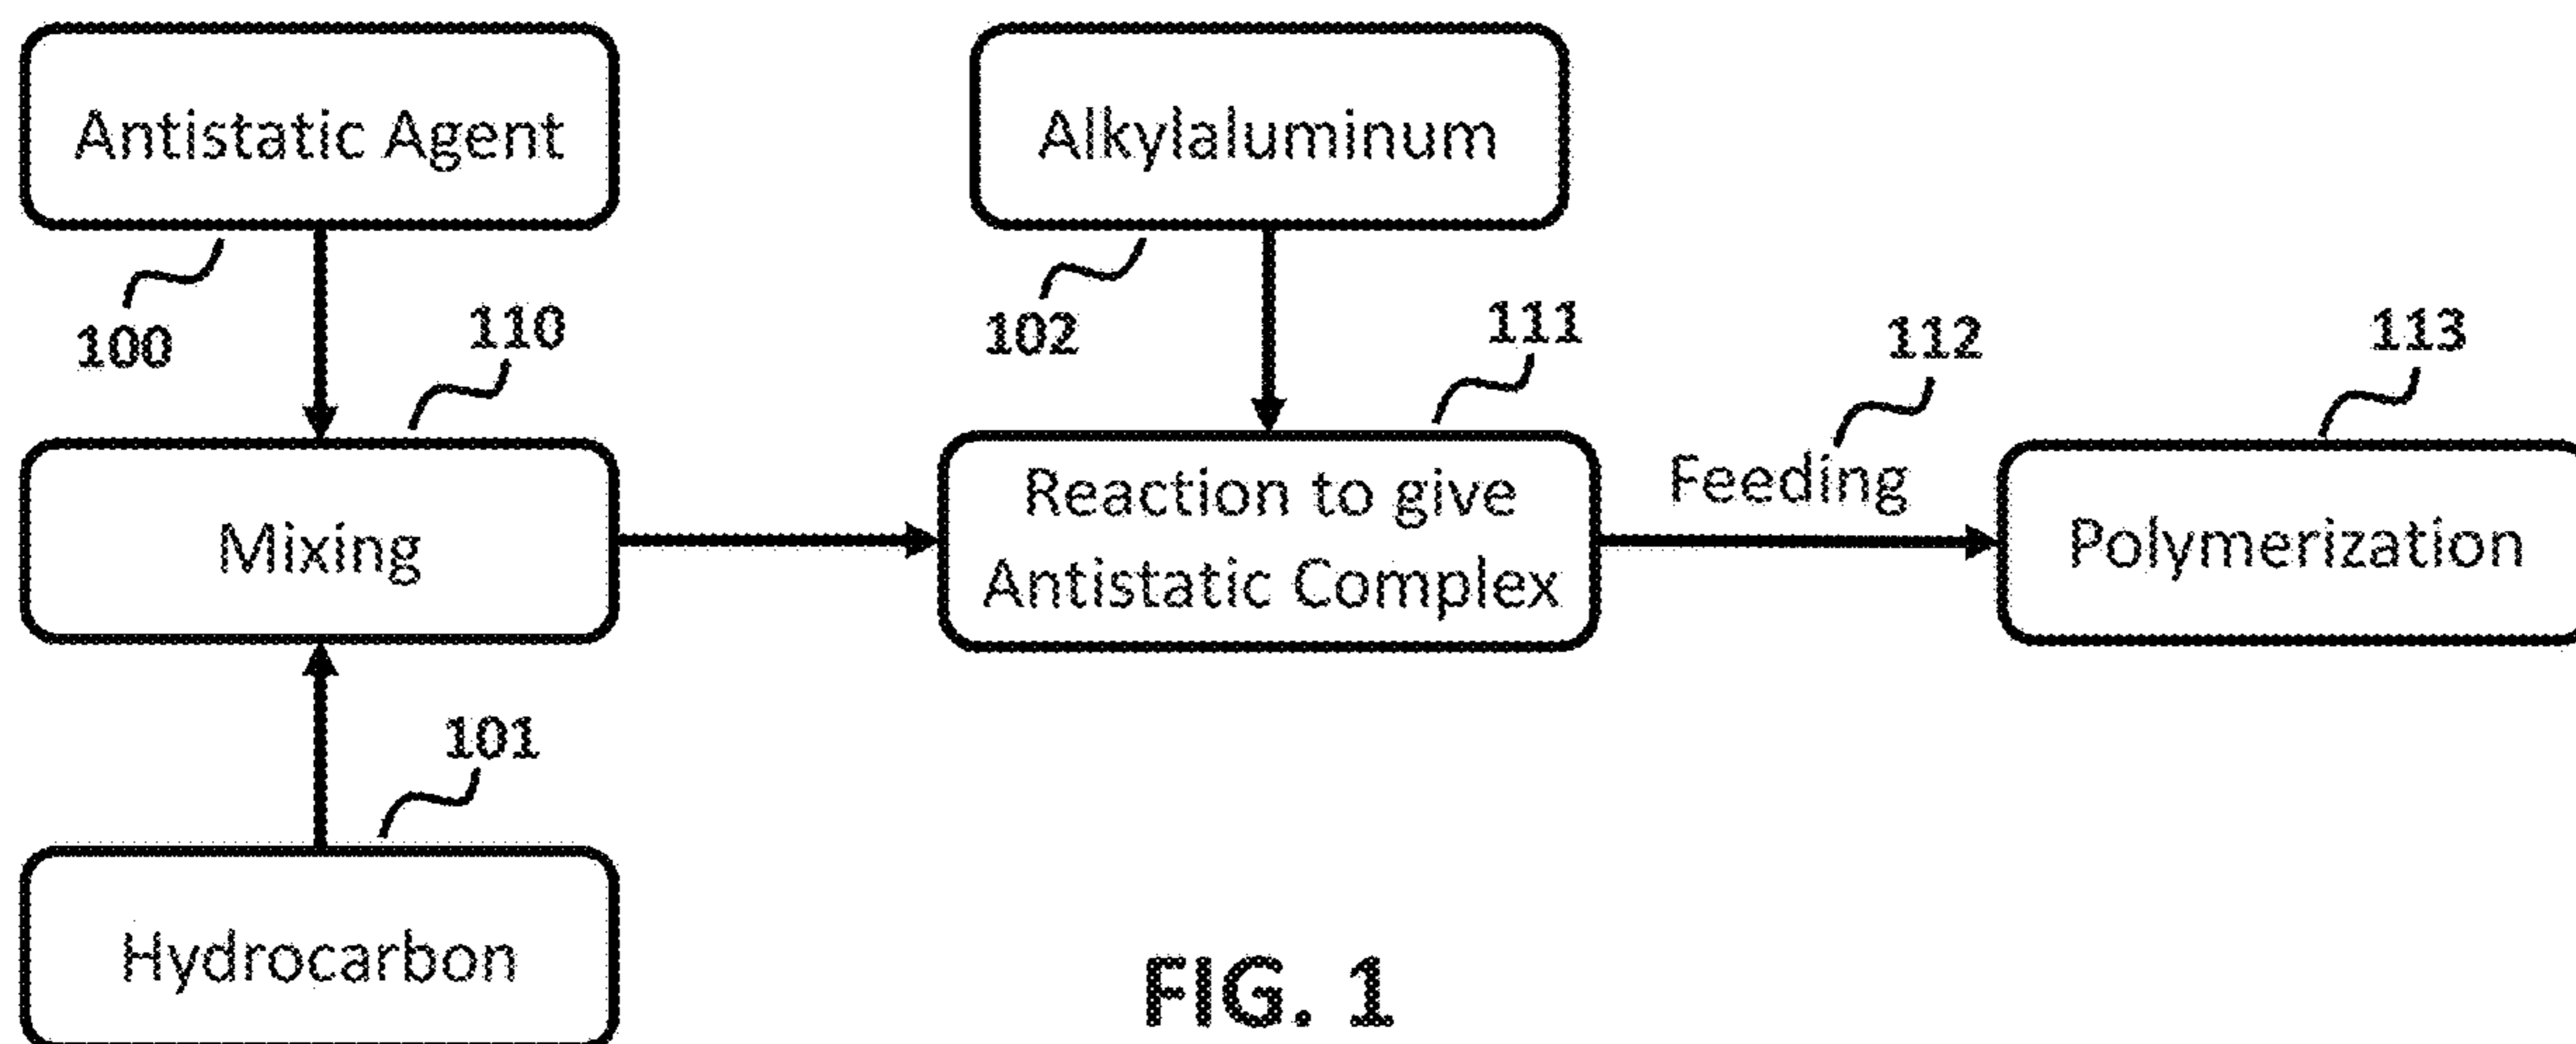 Antistatic Agent
Alkylaluminum
100
110
102
111
112
113
Mixing
Reaction to give
Antistatic Complex
Feeding
Polymerization
101
Hydrocarbon
FIG. 1